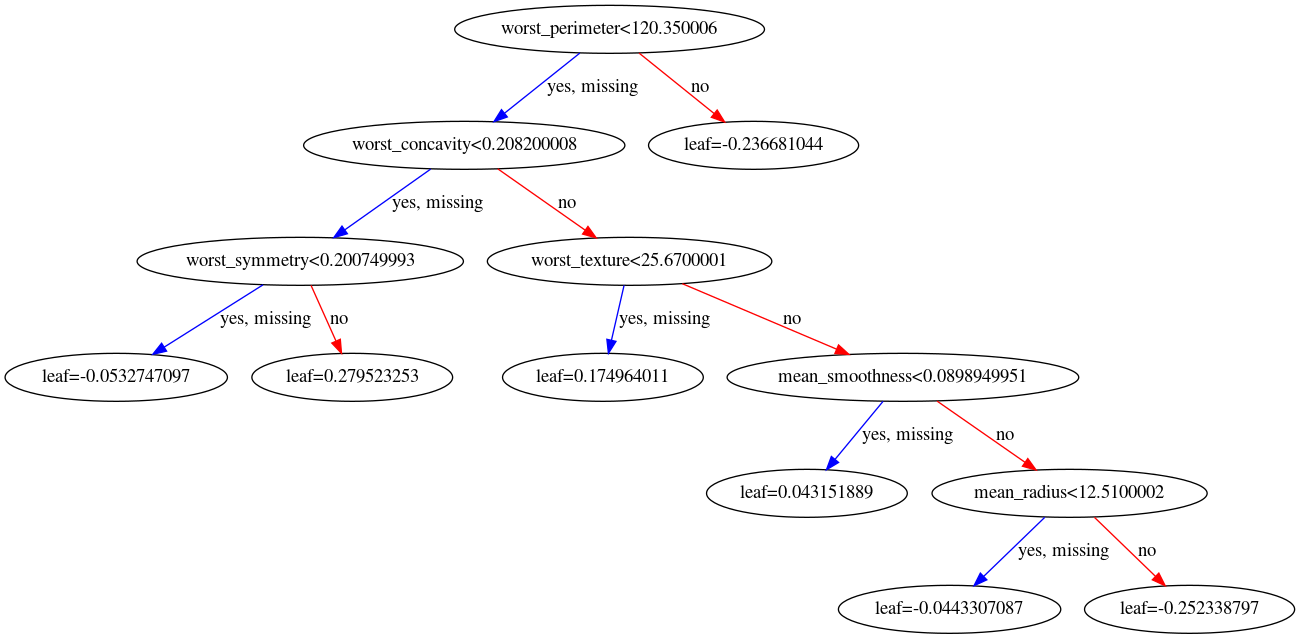 worst_perimeter<120.350006
yes, missing
no
worst_concavity<0.208200008
leaf=-0.236681044
yes, missing
no
worst_symmetry<0.200749993
worst_texture<25.6700001
yes, missing
no
yes, missing
no
leaf=-0.0532747097
leaf=0.279523253
leaf=0.174964011
mean_smoothness<0.0898949951
yes, missing
no
leaf=0.043151889
mean_radius<12.5100002
yes, missing
no
leaf=-0.0443307087
leaf=-0.252338797